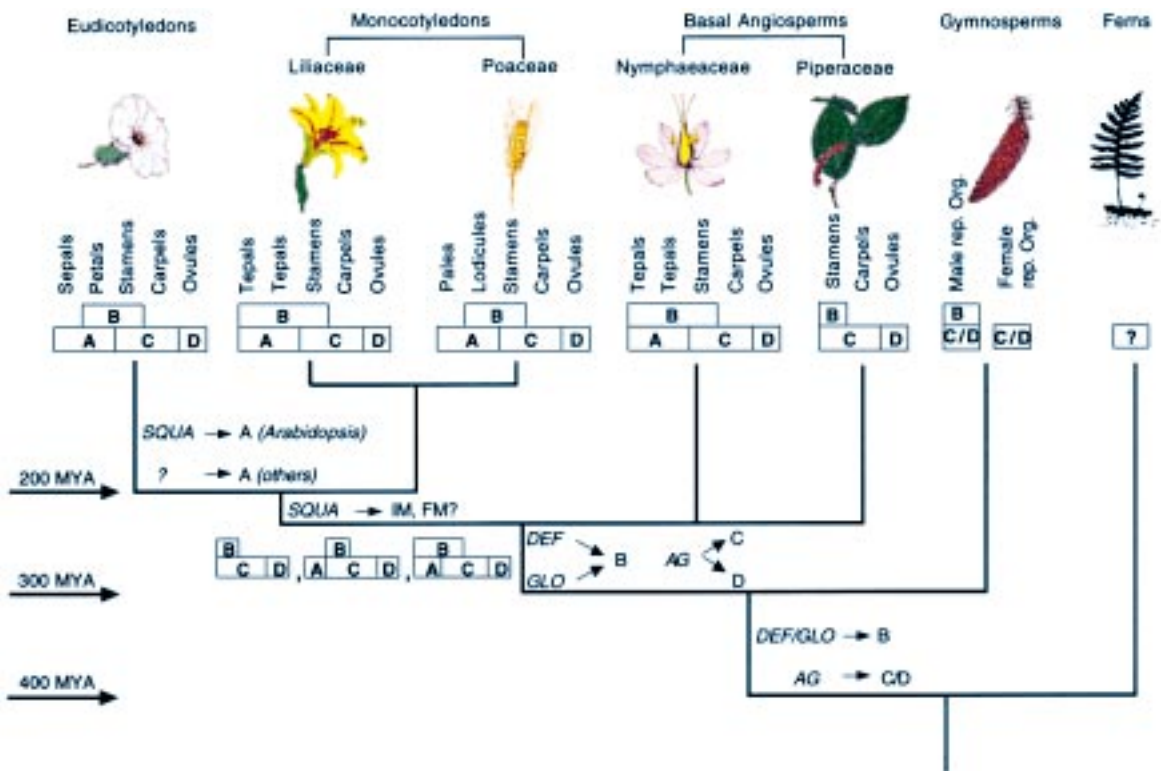 Eudicotyledons
Monocotyledons
Basal Angiosperms
Gymnosperms
Ferns
Liliaceae
Poaceae
Nymphaeaceae
Piperaceae
Sepals
Petals
Stamens
Carpels
Ovules
Tepals
Tepals
Stamens
Carpels
Ovules
Palea
Lodicules
Stamens
Carpels
Ovules
Tepals
Tepals
Stamens
Carpels
Ovules
Stamens
Carpels
Ovules
Male rep. Org.
Female
rep. Org.
B
A C D
B
A C D
B
A C D
B
A C D
B
C D
B
C/D
C/D
?
SQUA → A (Arabidopsis)
? → A (others)
200 MYA
SQUA → IM, FM?
DEF
GLO
B
AG
C
D
B
C D ,
B
A C D ,
B
A C D
300 MYA
DEF/GLO → B
AG → C/D
400 MYA